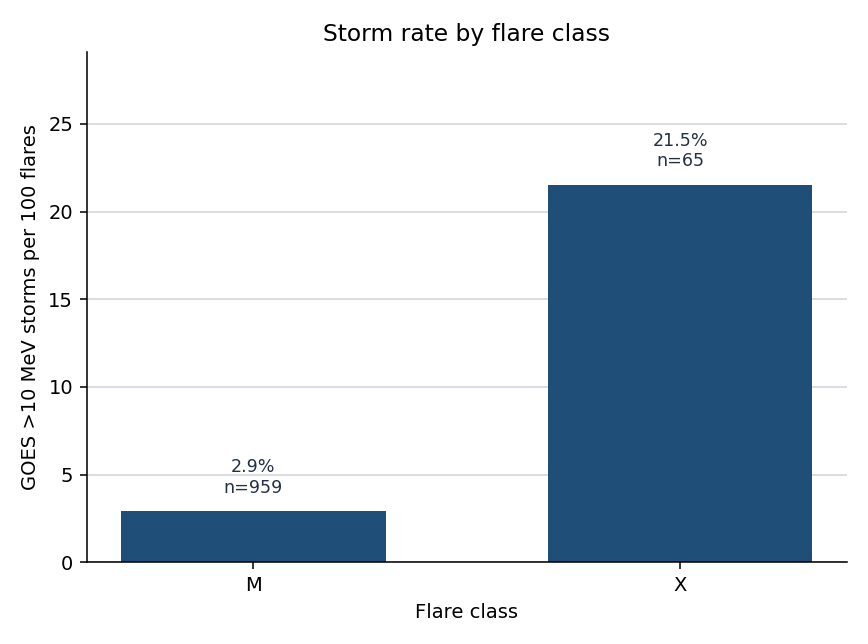 Storm rate by flare class
GOES >10 MeV storms per 100 flares
25
20
15
10
5
0
21.5%
n=65
2.9%
n=959
M
X
Flare class